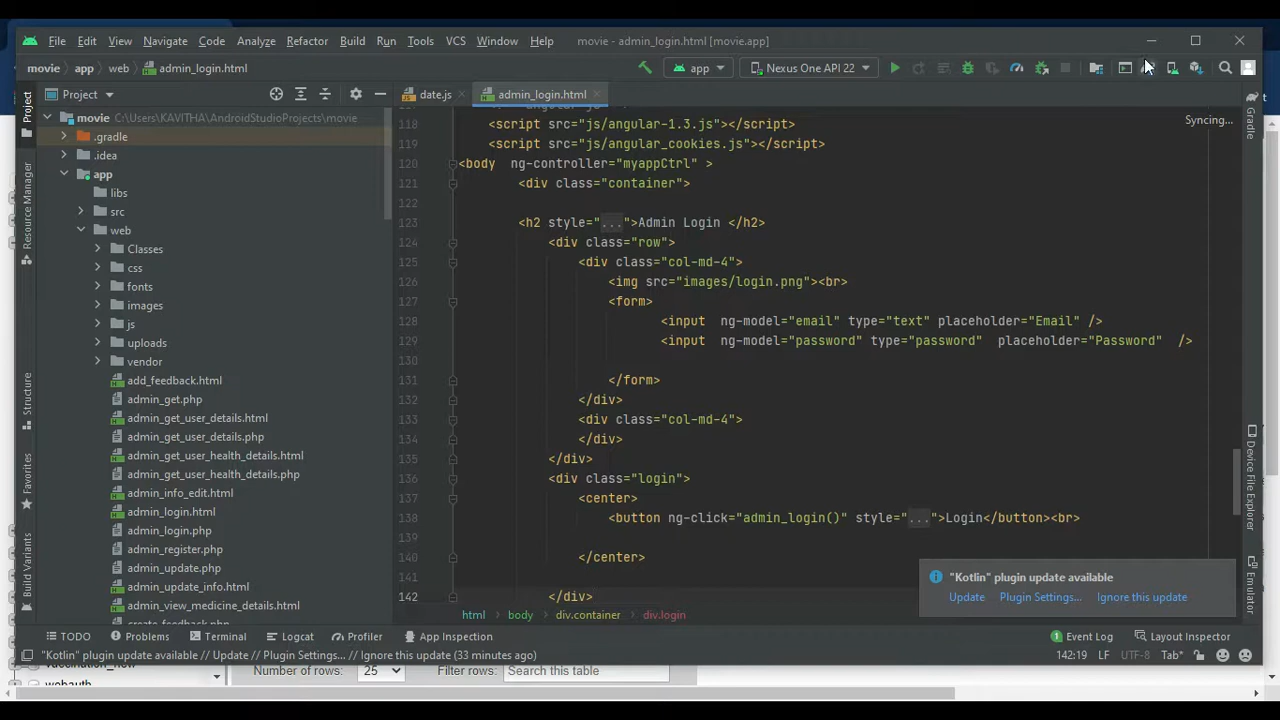 File Edit View Navigate Code Analyze Refactor Build Run Tools VCS Window Help movie - admin_login.html [movie.app]
movie app web admin_login.html app Nexus One API 22
Project date.js admin_login.html
Project
Resource Manager
Structure
Favorites
Build Variants
movie C:\Users\KAVITHA\AndroidStudioProjects\movie
.gradle
.idea
app
libs
src
web
Classes
css
fonts
images
js
uploads
vendor
add_feedback.html
admin_get.php
admin_get_user_details.html
admin_get_user_details.php
admin_get_user_health_details.html
admin_get_user_health_details.php
admin_info_edit.html
admin_login.html
admin_login.php
admin_register.php
admin_update.php
admin_update_info.html
admin_view_medicine_details.html
create_feedback.php
Syncing...
118 <script src="js/angular-1.3.js"></script>
119 <script src="js/angular_cookies.js"></script>
120 <body ng-controller="myappCtrl" >
121 <div class="container">
122
123 <h2 style="...">Admin Login </h2>
124 <div class="row">
125 <div class="col-md-4">
126 <img src="images/login.png"><br>
127 <form>
128 <input ng-model="email" type="text" placeholder="Email" />
129 <input ng-model="password" type="password" placeholder="Password" />
130
131 </form>
132 </div>
133 <div class="col-md-4">
134 </div>
135 </div>
136 <div class="login">
137 <center>
138 <button ng-click="admin_login()" style="...">Login</button><br>
139
140 </center>
141
142 </div>
html body div.container div.login
"Kotlin" plugin update available
Update Plugin Settings... Ignore this update
Gradle
Device File Explorer
Emulator
TODO Problems Terminal Logcat Profiler App Inspection 1 Event Log Layout Inspector
"Kotlin" plugin update available // Update // Plugin Settings... // Ignore this update (33 minutes ago) 142:19 LF UTF-8 Tab*
Number of rows: 25 Filter rows: Search this table
webauth